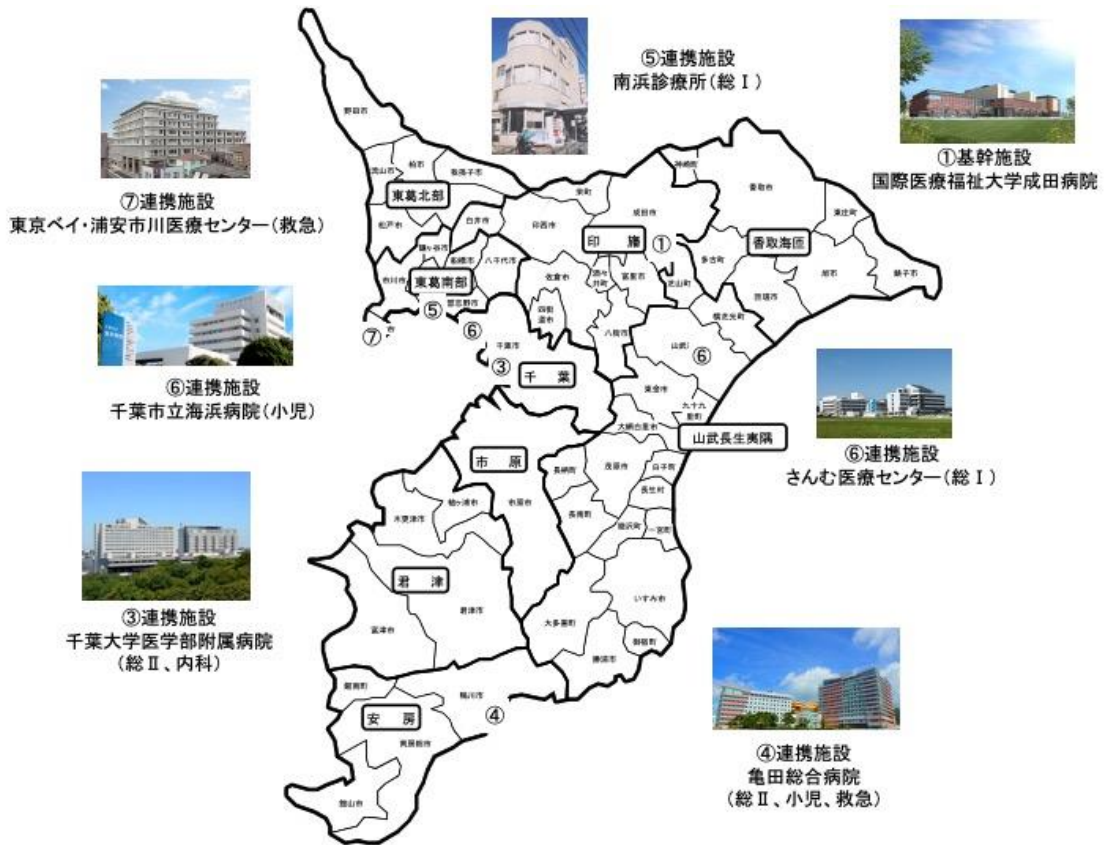 ⑤連携施設
南浜診療所(総Ⅰ)
①基幹施設
国際医療福祉大学成田病院
⑦連携施設
東京ベイ・浦安市川医療センター(救急)
⑥連携施設
千葉市立海浜病院(小児)
③連携施設
千葉大学医学部附属病院
(総Ⅱ、内科)
⑥連携施設
さんむ医療センター(総Ⅰ)
④連携施設
亀田総合病院
(総Ⅱ、小児、救急)
野田市
流山市
柏市
我孫子市
東葛北部
松戸市
白井市
鎌ヶ谷市
船橋市
八千代市
市川市
東葛南部
習志野市
⑤
⑦
市
⑥
千葉市
③
千 葉
栄町
印西市
成田市
神崎町
香取市
東庄町
印 旛
①
香取海匝
多古町
旭市
銚子市
匝瑳市
佐倉市
酒々
井町
富里市
芝山町
横芝光町
四街
道市
八街市
山武
⑥
東金市
九十九
里町
大網白里市
山武長生夷隅
市 原
市原市
長柄町
茂原市
白子町
長生村
長南町
睦沢町
一宮町
木更津市
袖ヶ浦市
君 津
君津市
富津市
いすみ市
大多喜町
御宿町
勝浦市
鋸南町
鴨川市
④
安 房
南房総市
館山市